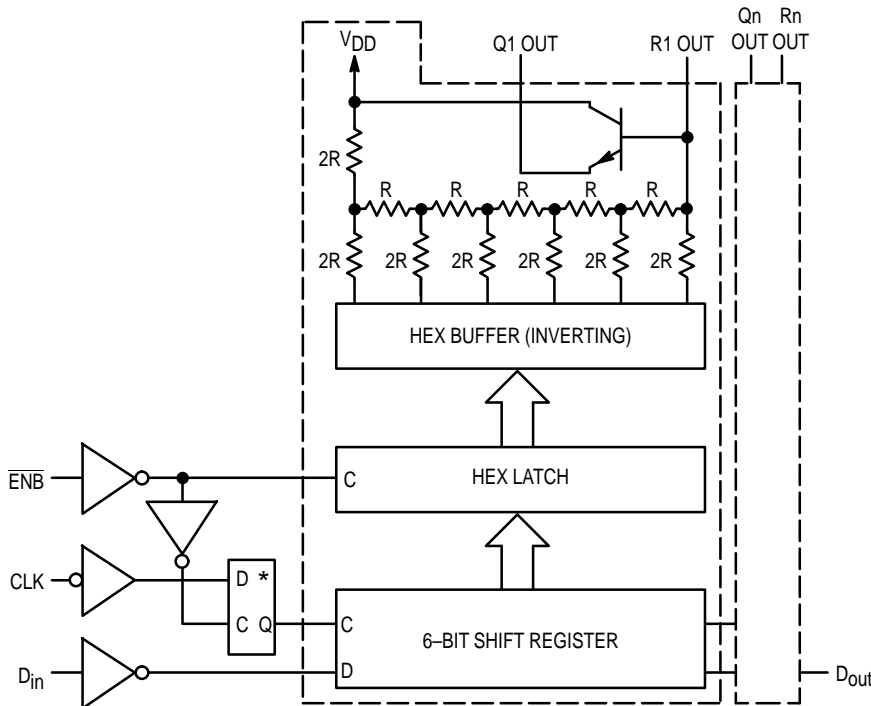 Qn OUT
Rn OUT
VDD
Q1 OUT
R1 OUT
2R
R
R
R
R
R
2R
2R
2R
2R
2R
2R
HEX BUFFER (INVERTING)
ENB
C
HEX LATCH
CLK
D *
C Q
C
6–BIT SHIFT REGISTER
Din
D
Dout